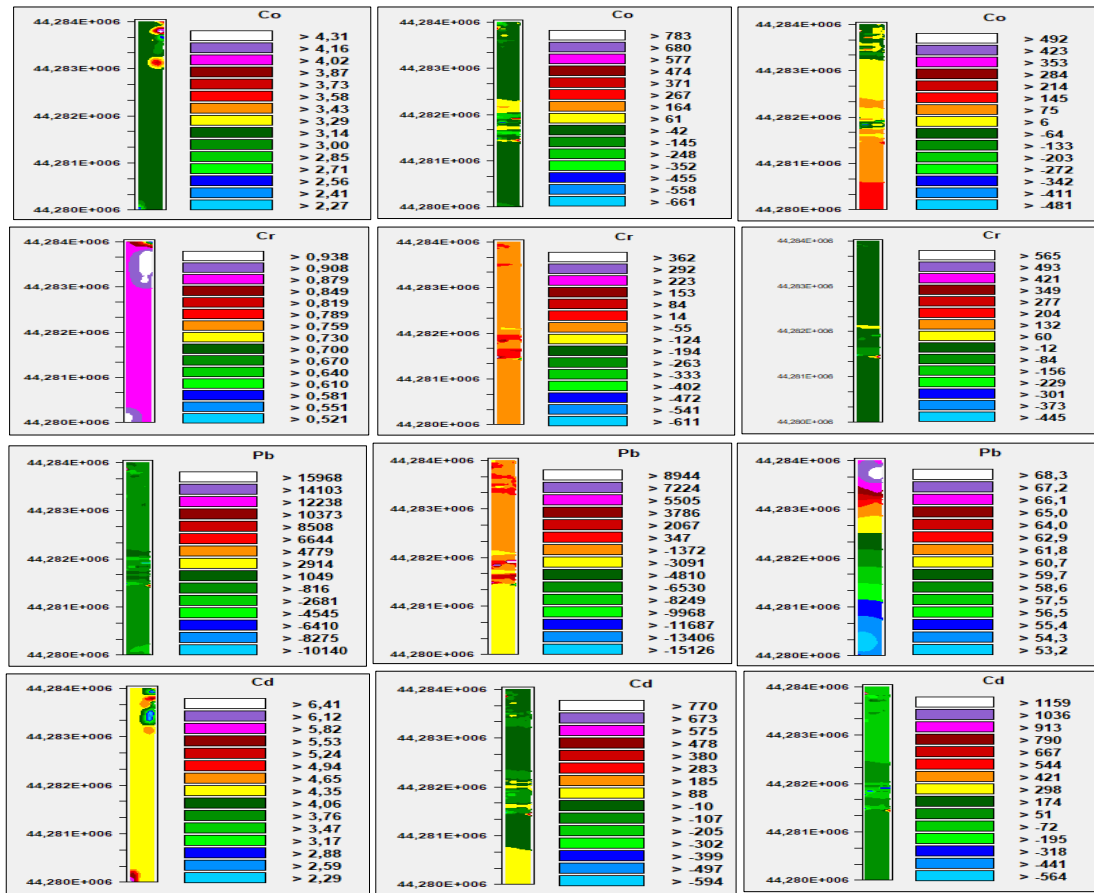 Co
44,284E+006
44,283E+006
44,282E+006
44,281E+006
44,280E+006
> 4,31
> 4,16
> 4,02
> 3,87
> 3,73
> 3,58
> 3,43
> 3,29
> 3,14
> 3,00
> 2,85
> 2,71
> 2,56
> 2,41
> 2,27
Co
44,284E+006
44,283E+006
44,282E+006
44,281E+006
44,280E+006
> 783
> 680
> 577
> 474
> 371
> 267
> 164
> 61
> -42
> -145
> -248
> -352
> -455
> -558
> -661
Co
44,284E+006
44,283E+006
44,282E+006
44,281E+006
44,280E+006
> 492
> 423
> 353
> 284
> 214
> 145
> 75
> 6
> -64
> -133
> -203
> -272
> -342
> -411
> -481
Cr
44,284E+006
44,283E+006
44,282E+006
44,281E+006
44,280E+006
> 0,938
> 0,908
> 0,879
> 0,849
> 0,819
> 0,789
> 0,759
> 0,730
> 0,700
> 0,670
> 0,640
> 0,610
> 0,581
> 0,551
> 0,521
Cr
44,284E+006
44,283E+006
44,282E+006
44,281E+006
44,280E+006
> 362
> 292
> 223
> 153
> 84
> 14
> -55
> -124
> -194
> -263
> -333
> -402
> -472
> -541
> -611
Cr
44,284E+006
44,283E+006
44,282E+006
44,281E+006
44,280E+006
> 565
> 493
> 421
> 349
> 277
> 204
> 132
> 60
> -12
> -84
> -156
> -229
> -301
> -373
> -445
Pb
44,284E+006
44,283E+006
44,282E+006
44,281E+006
44,280E+006
> 15968
> 14103
> 12238
> 10373
> 8508
> 6644
> 4779
> 2914
> 1049
> -816
> -2681
> -4545
> -6410
> -8275
> -10140
Pb
44,284E+006
44,283E+006
44,282E+006
44,281E+006
44,280E+006
> 8944
> 7224
> 5505
> 3786
> 2067
> 347
> -1372
> -3091
> -4810
> -6530
> -8249
> -9968
> -11687
> -13406
> -15126
Pb
44,284E+006
44,283E+006
44,282E+006
44,281E+006
44,280E+006
> 68,3
> 67,2
> 66,1
> 65,0
> 64,0
> 62,9
> 61,8
> 60,7
> 59,7
> 58,6
> 57,5
> 56,5
> 55,4
> 54,3
> 53,2
Cd
44,284E+006
44,283E+006
44,282E+006
44,281E+006
44,280E+006
> 6,41
> 6,12
> 5,82
> 5,53
> 5,24
> 4,94
> 4,65
> 4,35
> 4,06
> 3,76
> 3,47
> 3,17
> 2,88
> 2,59
> 2,29
Cd
44,284E+006
44,283E+006
44,282E+006
44,281E+006
44,280E+006
> 770
> 673
> 575
> 478
> 380
> 283
> 185
> 88
> -10
> -107
> -205
> -302
> -399
> -497
> -594
Cd
44,284E+006
44,283E+006
44,282E+006
44,281E+006
44,280E+006
> 1159
> 1036
> 913
> 790
> 667
> 544
> 421
> 298
> 174
> 51
> -72
> -195
> -318
> -441
> -564